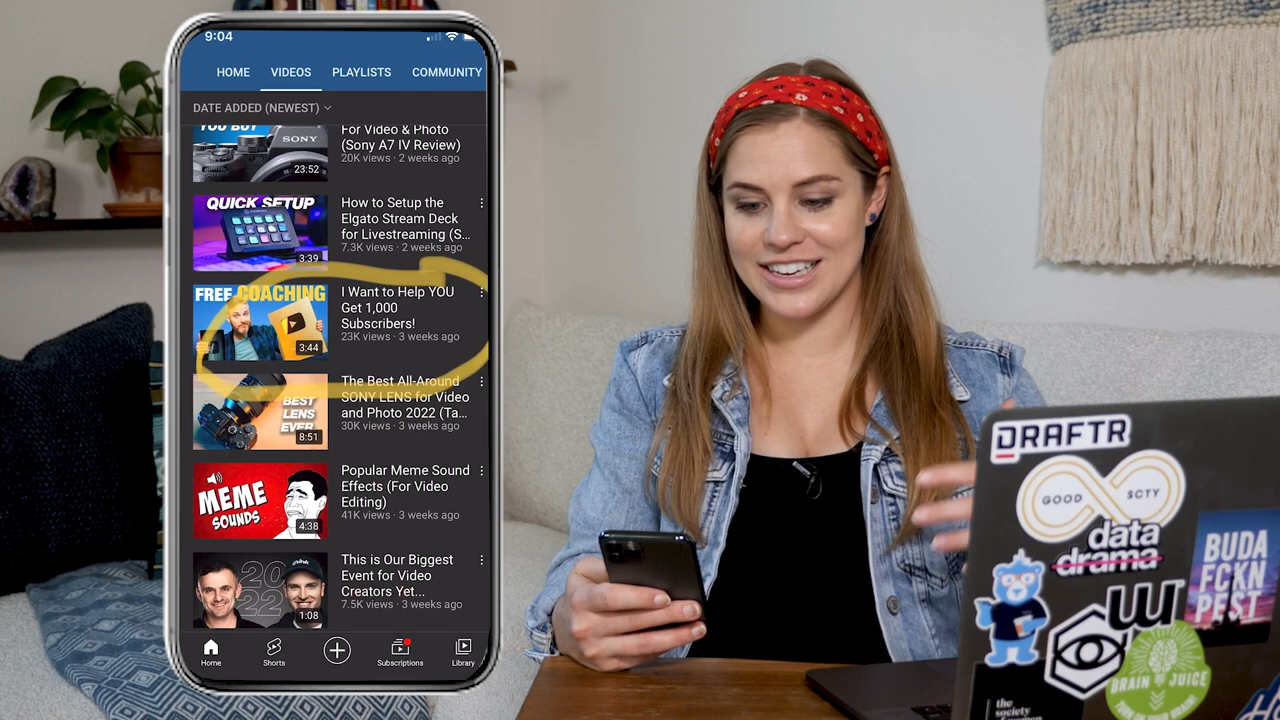 9:04
HOME VIDEOS PLAYLISTS COMMUNITY
DATE ADDED (NEWEST)
YOU BUY
SONY
23:52
For Video & Photo
(Sony A7 IV Review)
20K views · 2 weeks ago
QUICK SETUP
3:39
How to Setup the
Elgato Stream Deck
for Livestreaming (S...
7.3K views · 2 weeks ago
FREE COACHING
3:44
I Want to Help YOU
Get 1,000
Subscribers!
23K views · 3 weeks ago
BEST
LENS
EVER
8:51
The Best All-Around
SONY LENS for Video
and Photo 2022 (Ta...
30K views · 3 weeks ago
MEME
SOUNDS
4:38
Popular Meme Sound
Effects (For Video
Editing)
41K views · 3 weeks ago
20
22
1:08
This is Our Biggest
Event for Video
Creators Yet...
7.5K views · 3 weeks ago
Home Shorts Subscriptions Library
DRAFTR
GOOD SCTY
data
drama
BUDA
FCKN
PEST
W
BRAIN JUICE
the
society